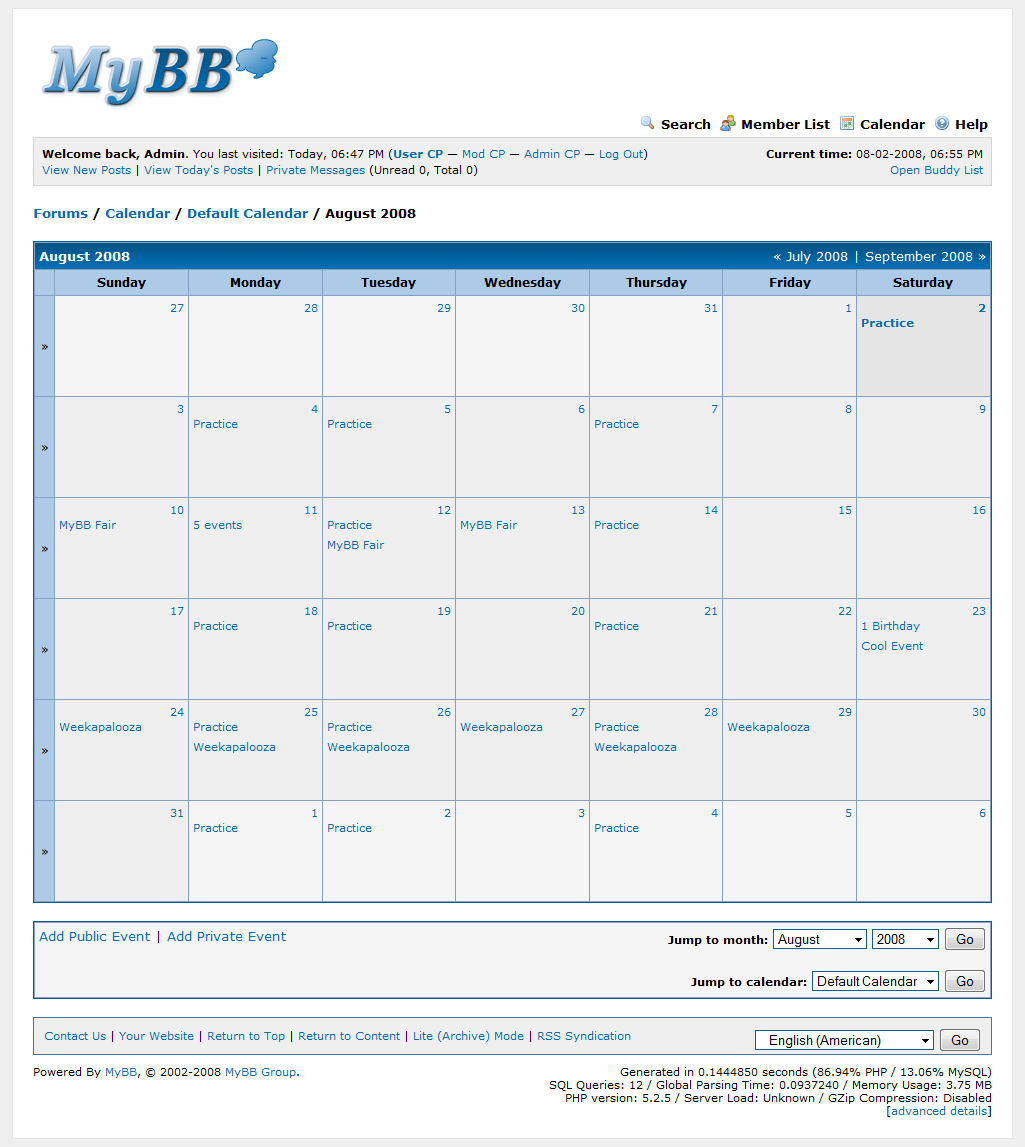 MyBB
Search Member List Calendar Help
Welcome back, Admin. You last visited: Today, 06:47 PM (User CP — Mod CP — Admin CP — Log Out) Current time: 08-02-2008, 06:55 PM
View New Posts | View Today's Posts | Private Messages (Unread 0, Total 0) Open Buddy List
Forums / Calendar / Default Calendar / August 2008
August 2008 « July 2008 | September 2008 »
Sunday Monday Tuesday Wednesday Thursday Friday Saturday
27 28 29 30 31 1 2
Practice
»
3 4 5 6 7 8 9
Practice Practice Practice
»
10 11 12 13 14 15 16
MyBB Fair 5 events Practice MyBB Fair Practice
MyBB Fair
»
17 18 19 20 21 22 23
Practice Practice Practice 1 Birthday
Cool Event
»
24 25 26 27 28 29 30
Weekapalooza Practice Practice Weekapalooza Practice Weekapalooza
Weekapalooza Weekapalooza Weekapalooza
»
31 1 2 3 4 5 6
Practice Practice Practice
»
Add Public Event | Add Private Event Jump to month: August 2008 Go
Jump to calendar: Default Calendar Go
Contact Us | Your Website | Return to Top | Return to Content | Lite (Archive) Mode | RSS Syndication English (American) Go
Powered By MyBB, © 2002-2008 MyBB Group. Generated in 0.1444850 seconds (86.94% PHP / 13.06% MySQL)
SQL Queries: 12 / Global Parsing Time: 0.0937240 / Memory Usage: 3.75 MB
PHP version: 5.2.5 / Server Load: Unknown / GZip Compression: Disabled
[advanced details]